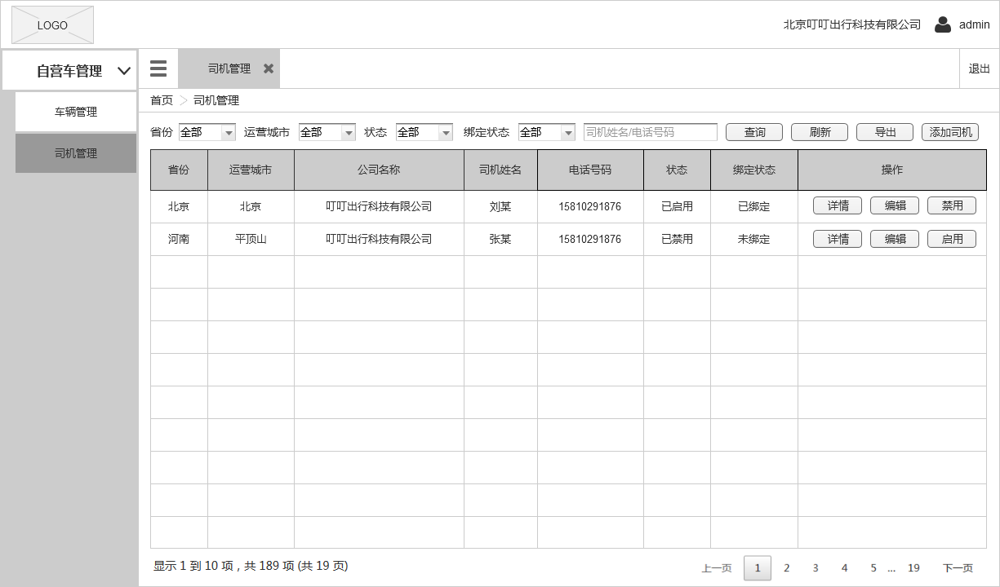 LOGO
北京叮叮出行科技有限公司 admin
自营车管理
司机管理
退出
车辆管理
司机管理
首页 > 司机管理
省份 全部 运营城市 全部 状态 全部 绑定状态 全部 司机姓名/电话号码 查询 刷新 导出 添加司机
省份 运营城市 公司名称 司机姓名 电话号码 状态 绑定状态 操作
北京 北京 叮叮出行科技有限公司 刘某 15810291876 已启用 已绑定 详情 编辑 禁用
河南 平顶山 叮叮出行科技有限公司 张某 15810291876 已禁用 未绑定 详情 编辑 启用
显示 1 到 10 项，共 189 项 (共 19 页)
上一页 1 2 3 4 5 ... 19 下一页